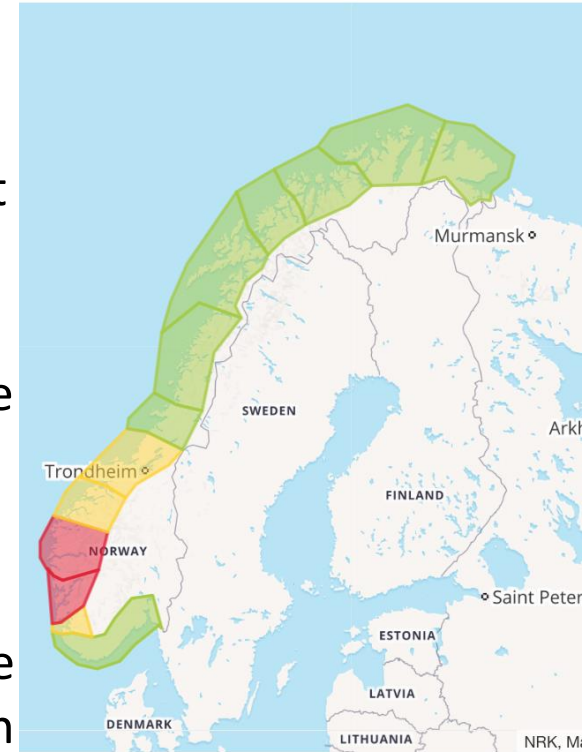 t
Murmansk
e
SWEDEN
Arkh
Trondheim
FINLAND
NORWAY
Saint Peter
ESTONIA
e
LATVIA
n
DENMARK
LITHUANIA
NRK, Ma